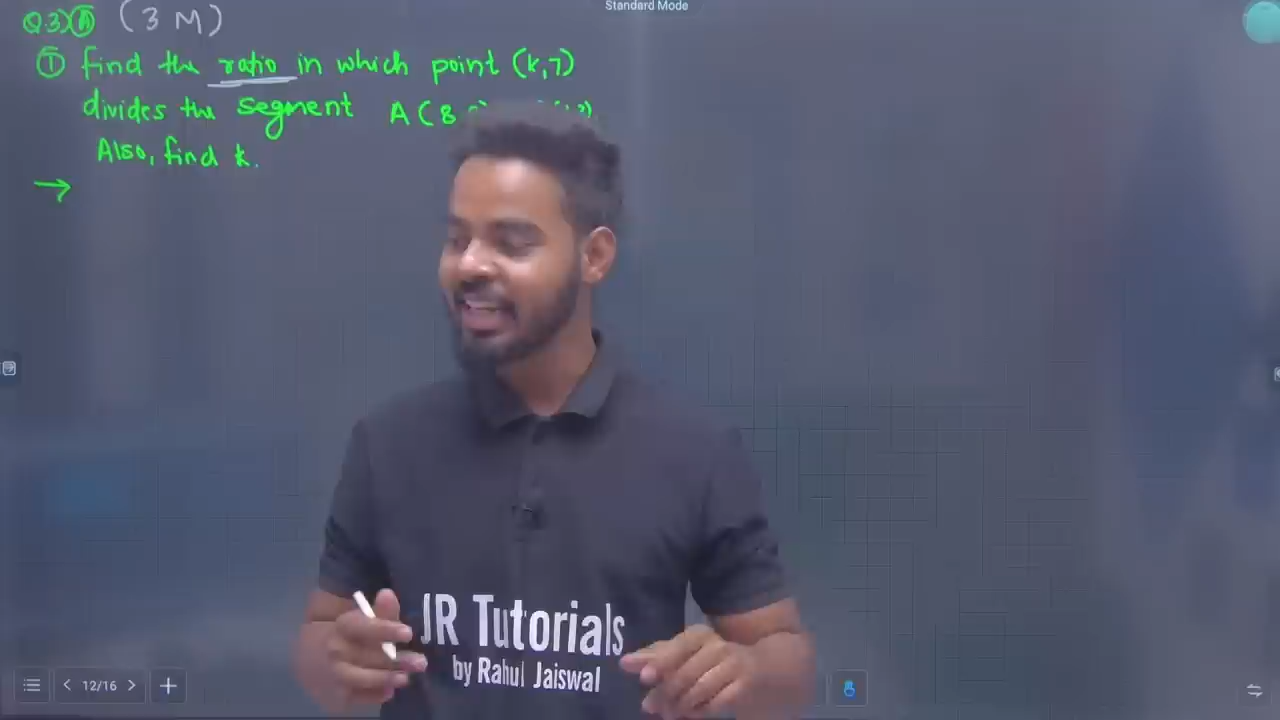 Standard Mode
Q.3) A (3 M)
① find the ratio in which point (k,7)
divides the segment A(8
Also, find k.
→
JR Tutorials
by Rahul Jaiswal
12/16